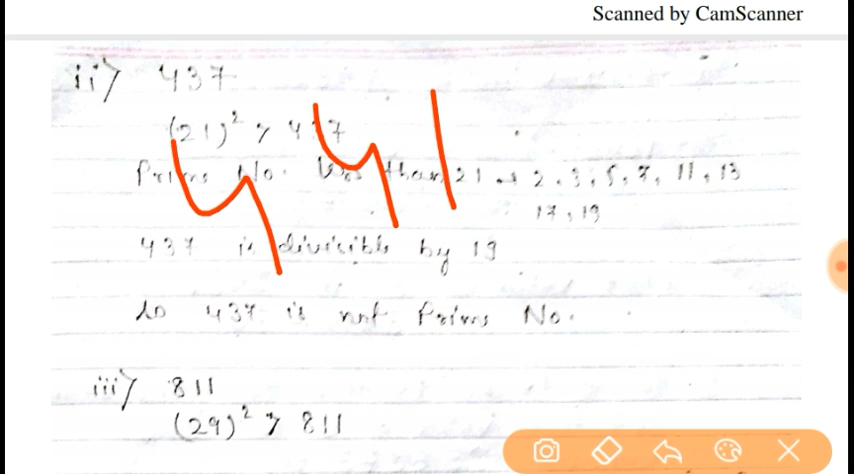 Scanned by CamScanner
ii) 437
(21)² > 437
441
Prime No. less than 21 → 2, 3, 5, 7, 11, 13
17, 19
437 is divisible by 19
so 437 is not Prime No.
iii) 811
(29)² > 811